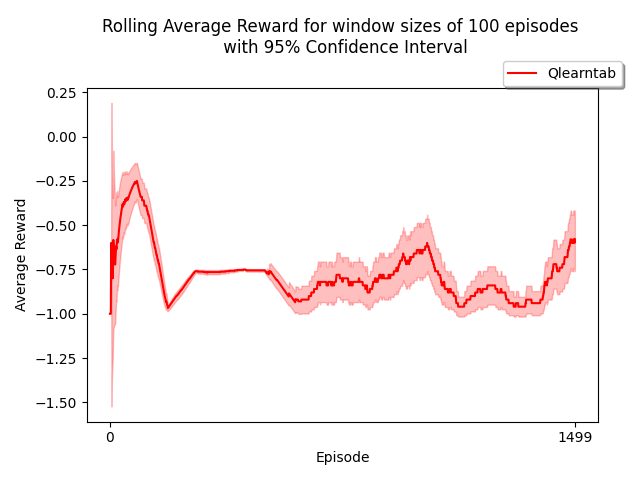 Rolling Average Reward for window sizes of 100 episodes
with 95% Confidence Interval
Qlearntab
0.25
0.00
−0.25
−0.50
−0.75
−1.00
−1.25
−1.50
Average Reward
0
1499
Episode